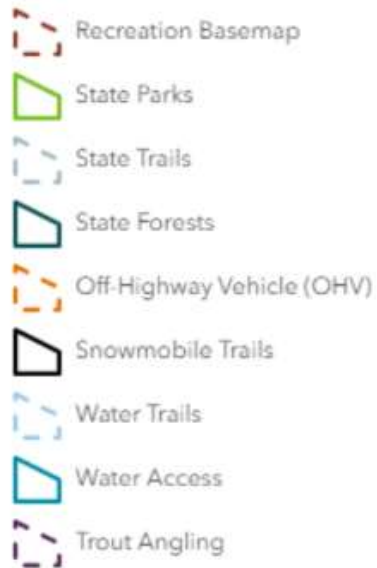 Recreation Basemap
State Parks
State Trails
State Forests
Off-Highway Vehicle (OHV)
Snowmobile Trails
Water Trails
Water Access
Trout Angling